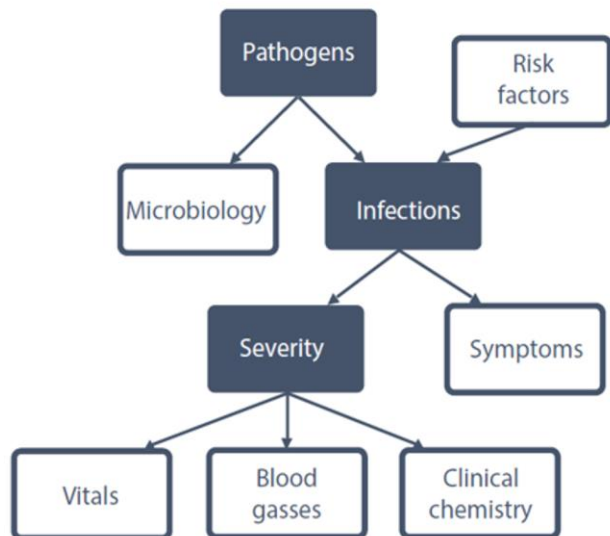 Pathogens
Risk
factors
Microbiology
Infections
Severity
Symptoms
Vitals
Blood
gasses
Clinical
chemistry